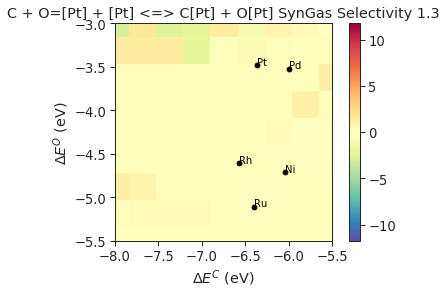 C + O=[Pt] + [Pt] <=> C[Pt] + O[Pt] SynGas Selectivity 1.3
−3.0
−3.5
−4.0
−4.5
−5.0
−5.5
ΔE^O (eV)
Pt
Pd
Rh
Ni
Ru
−8.0 −7.5 −7.0 −6.5 −6.0 −5.5
ΔE^C (eV)
10
5
0
−5
−10